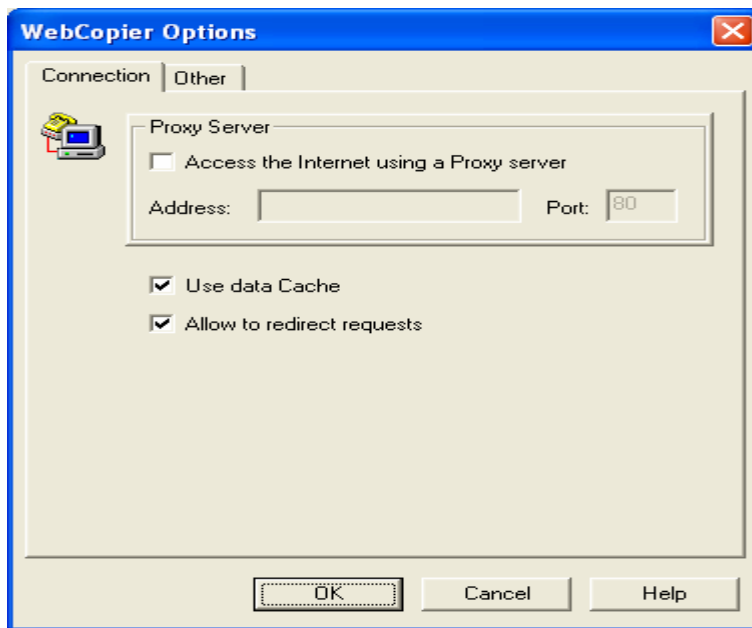 WebCopier Options
Connection Other
Proxy Server
Access the Internet using a Proxy server
Address: Port: 80
Use data Cache
Allow to redirect requests
OK Cancel Help